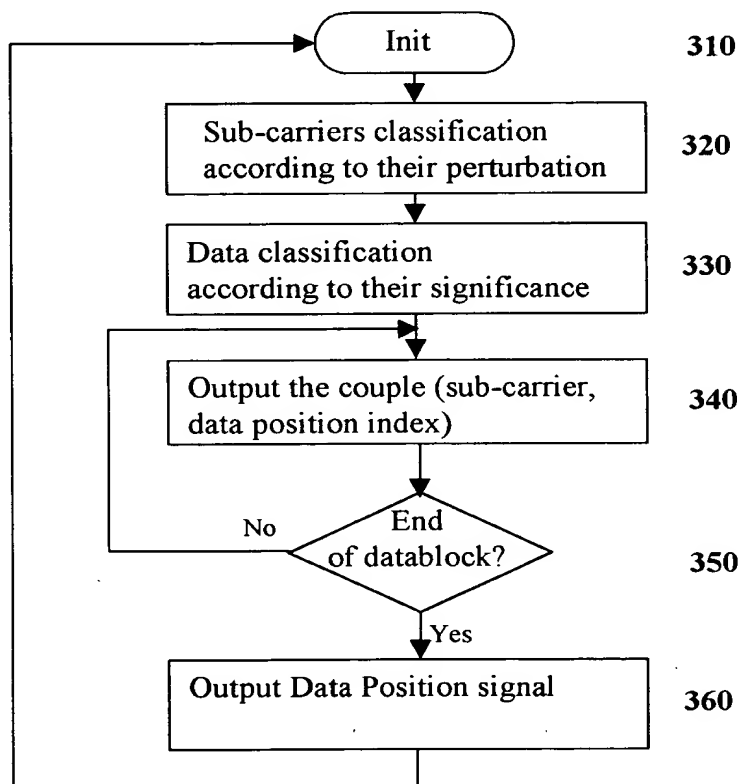 Init
310
Sub-carriers classification
according to their perturbation
320
Data classification
according to their significance
330
Output the couple (sub-carrier,
data position index)
340
No
End
of datablock?
350
Yes
Output Data Position signal
360